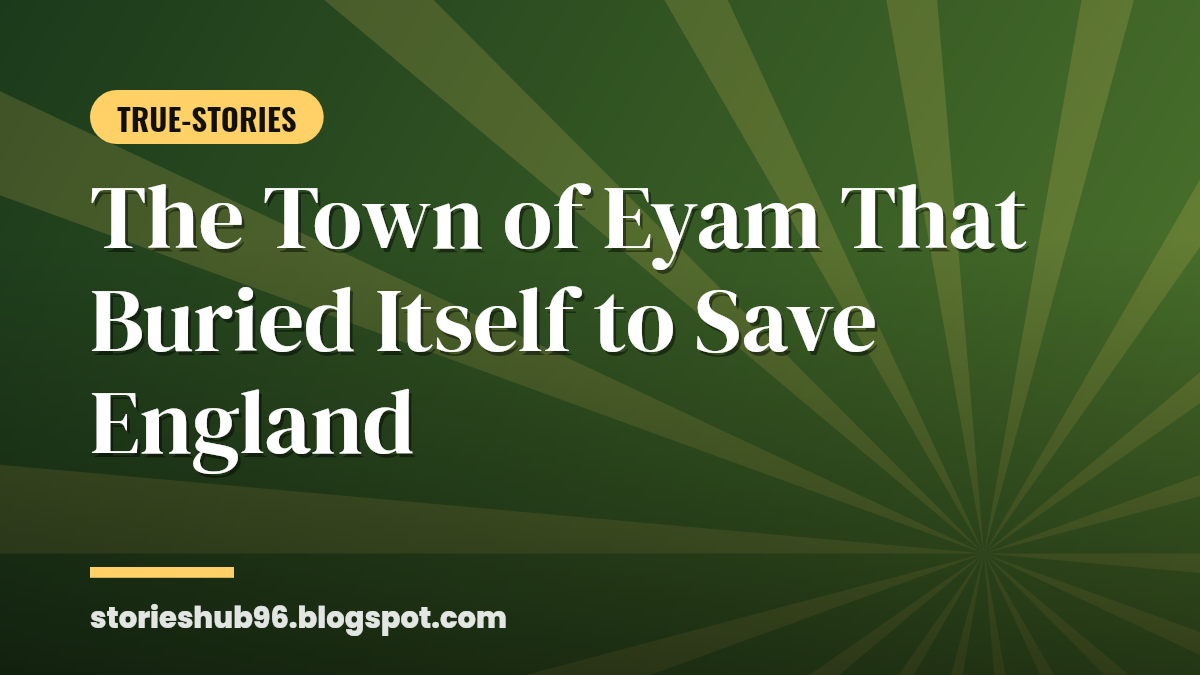 TRUE-STORIES
The Town of Eyam That
Buried Itself to Save
England
storieshub96.blogspot.com